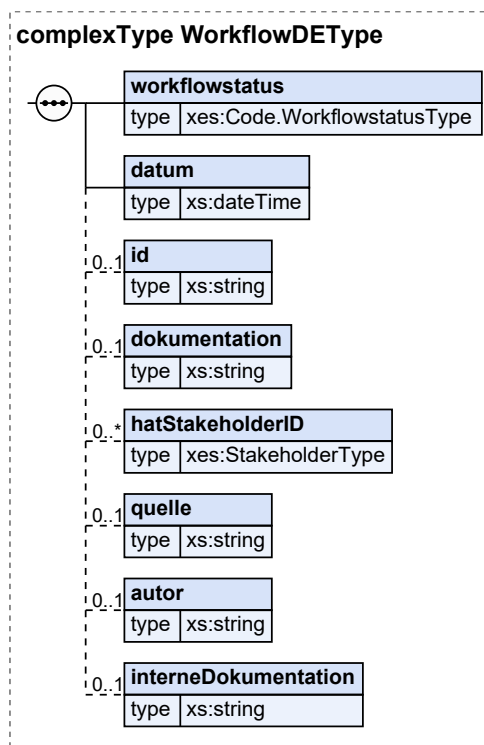 complexType WorkflowDEType
workflowstatus
type xes:Code.WorkflowstatusType
datum
type xs:dateTime
0..1 id
type xs:string
0..1 dokumentation
type xs:string
0..* hatStakeholderID
type xes:StakeholderType
0..1 quelle
type xs:string
0..1 autor
type xs:string
0..1 interneDokumentation
type xs:string